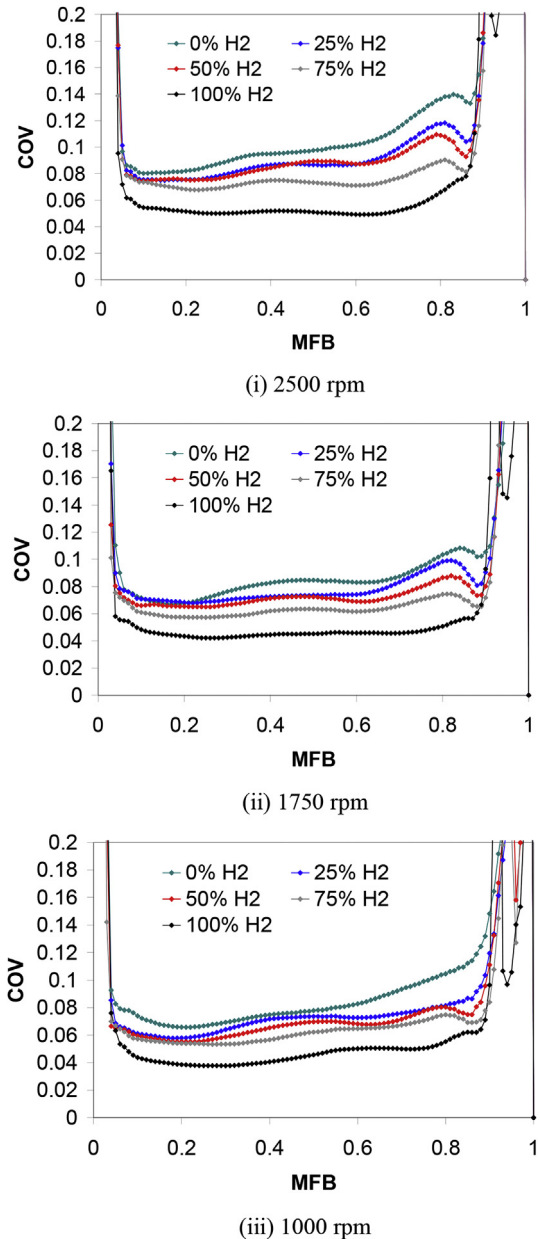 0.2
0.18
0.16
0.14
0.12
0.1
0.08
0.06
0.04
0.02
0
COV
0% H2 25% H2
50% H2 75% H2
100% H2
0 0.2 0.4 0.6 0.8 1
MFB
(i) 2500 rpm
0.2
0.18
0.16
0.14
0.12
0.1
0.08
0.06
0.04
0.02
0
COV
0% H2 25% H2
50% H2 75% H2
100% H2
0 0.2 0.4 0.6 0.8 1
MFB
(ii) 1750 rpm
0.2
0.18
0.16
0.14
0.12
0.1
0.08
0.06
0.04
0.02
0
COV
0% H2 25% H2
50% H2 75% H2
100% H2
0 0.2 0.4 0.6 0.8 1
MFB
(iii) 1000 rpm